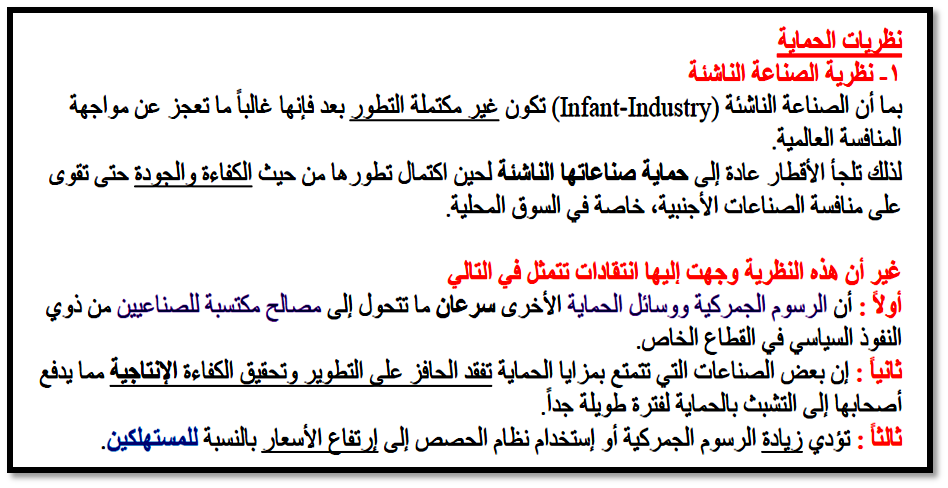 نظريات الحماية
١- نظرية الصناعة الناشئة
بما أن الصناعة الناشئة (Infant-Industry) تكون غير مكتملة التطور بعد فإنها غالباً ما تعجز عن مواجهة
المنافسة العالمية.
لذلك تلجأ الأقطار عادة إلى حماية صناعاتها الناشئة لحين اكتمال تطورها من حيث الكفاءة والجودة حتى تقوى
على منافسة الصناعات الأجنبية، خاصة في السوق المحلية.
غير أن هذه النظرية وجهت إليها انتقادات تتمثل في التالي
أولاً : أن الرسوم الجمركية ووسائل الحماية الأخرى سرعان ما تتحول إلى مصالح مكتسبة للصناعيين من ذوي
النفوذ السياسي في القطاع الخاص.
ثانياً : إن بعض الصناعات التي تتمتع بمزايا الحماية تفقد الحافز على التطوير وتحقيق الكفاءة الإنتاجية مما يدفع
أصحابها إلى التشبث بالحماية لفترة طويلة جداً.
ثالثاً : تؤدي زيادة الرسوم الجمركية أو إستخدام نظام الحصص إلى إرتفاع الأسعار بالنسبة للمستهلكين.